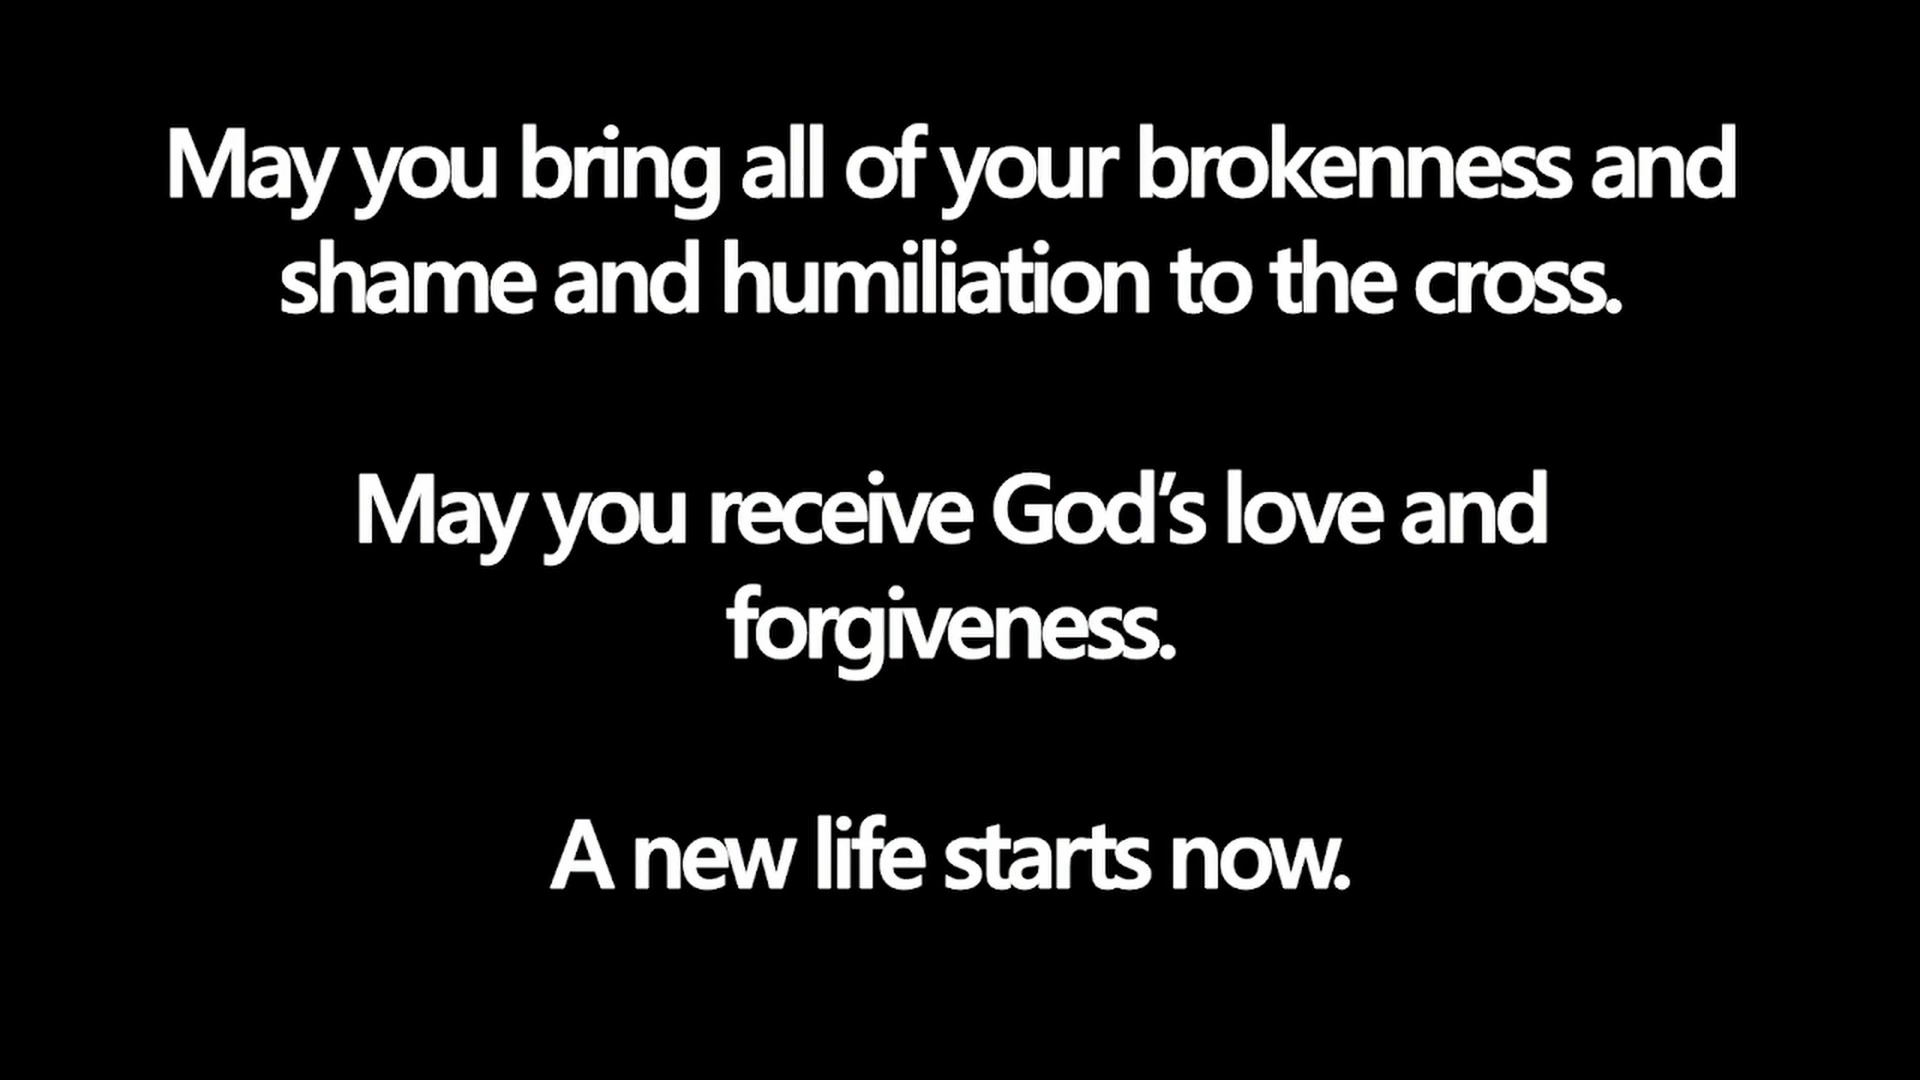 May you bring all of your brokenness and
shame and humiliation to the cross.
May you receive God’s love and
forgiveness.
A new life starts now.